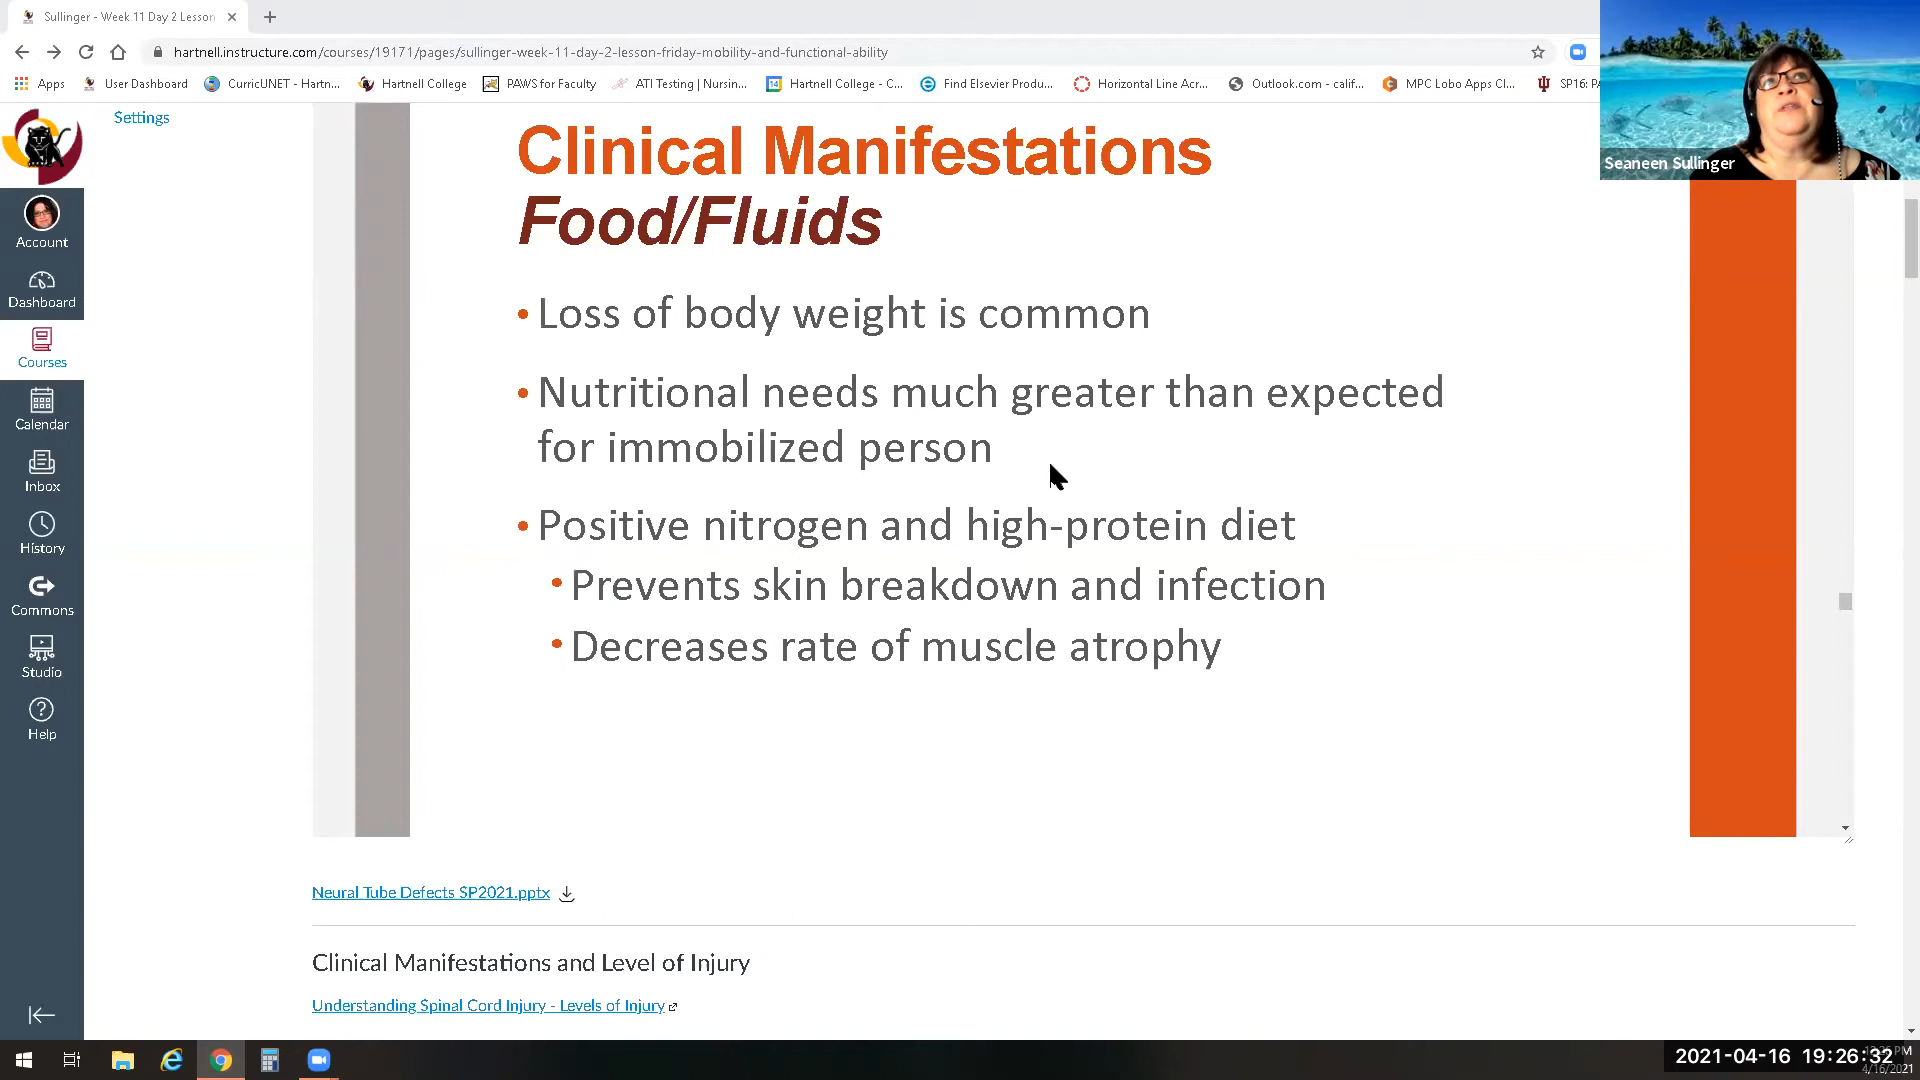 Sullinger - Week 11 Day 2 Lesson
hartnell.instructure.com/courses/19171/pages/sullinger-week-11-day-2-lesson-friday-mobility-and-functional-ability
Apps User Dashboard CurricUNET - Hartn... Hartnell College PAWS for Faculty ATI Testing | Nursin... Hartnell College - C... Find Elsevier Produ... Horizontal Line Acr... Outlook.com - calif... MPC Lobo Apps Cl... SP16:
Seaneen Sullinger
Settings
Account
Dashboard
Courses
Calendar
Inbox
History
Commons
Studio
Help
Clinical Manifestations
Food/Fluids
• Loss of body weight is common
• Nutritional needs much greater than expected
for immobilized person
• Positive nitrogen and high-protein diet
• Prevents skin breakdown and infection
• Decreases rate of muscle atrophy
Neural Tube Defects SP2021.pptx
Clinical Manifestations and Level of Injury
Understanding Spinal Cord Injury - Levels of Injury
2021-04-16 19:26:32
4/16/2021